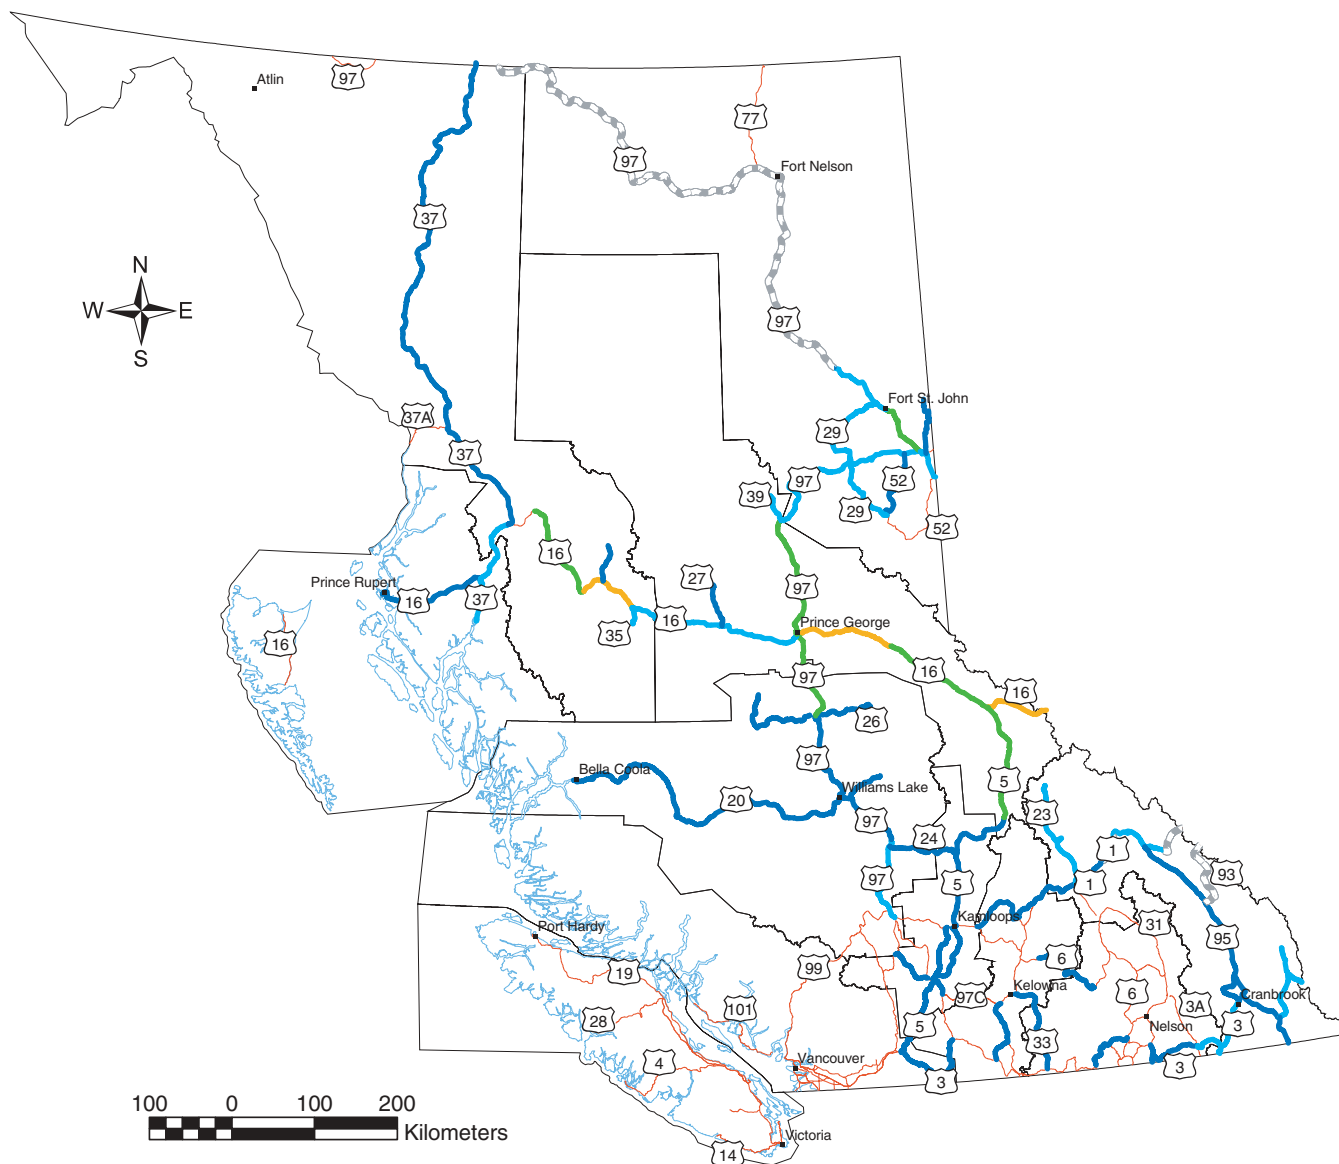 Atlin
97
77
97
Fort Nelson
37
N
W
E
S
97
Fort St. John
37A
29
37
97
52
39
29
52
16
27
Prince Rupert
16
97
37
16
Prince George
35
16
16
97
16
26
97
Bella Coola
5
Williams Lake
20
97
23
24
1
97
5
1
93
Kamloops
31
Port Hardy
95
6
99
19
Kelowna
97C
6
3A
Cranbrook
101
28
5
Nelson
3
33
4
Vancouver
3
3
100
0
100
200
Kilometers
Victoria
14